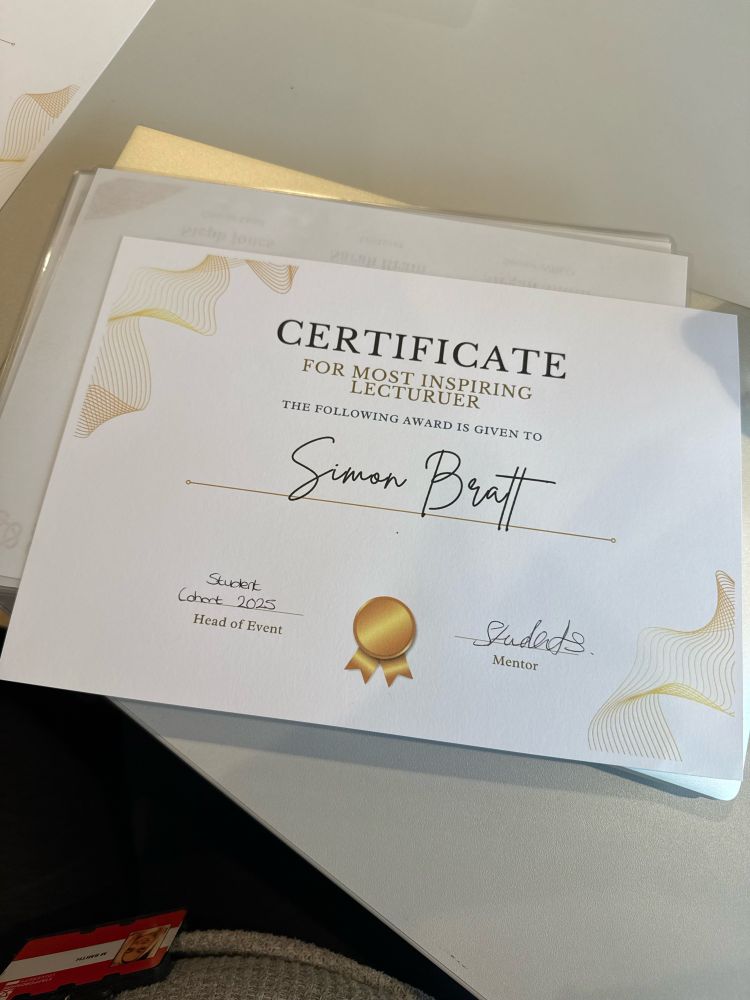 CERTIFICATE
FOR MOST INSPIRING
LECTURUER
THE FOLLOWING AWARD IS GIVEN TO
Simon Bratt
Student
Cohort 2025
Head of Event
Students.
Mentor
M SMITH